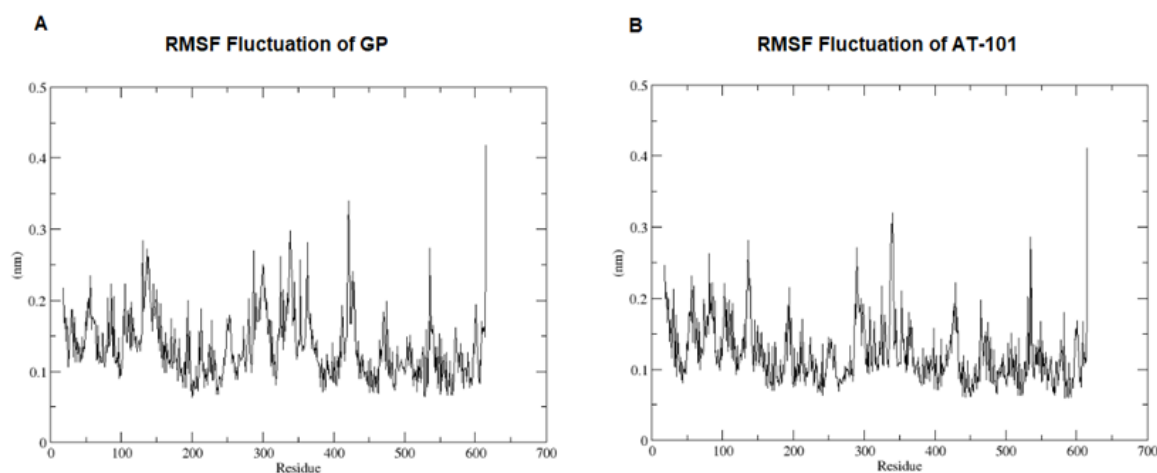 A
RMSF Fluctuation of GP
0.5
0.4
0.3
(nm)
0.2
0.1
0
0 100 200 300 400 500 600 700
Residue
B
RMSF Fluctuation of AT-101
0.5
0.4
0.3
(nm)
0.2
0.1
0
0 100 200 300 400 500 600 700
Residue